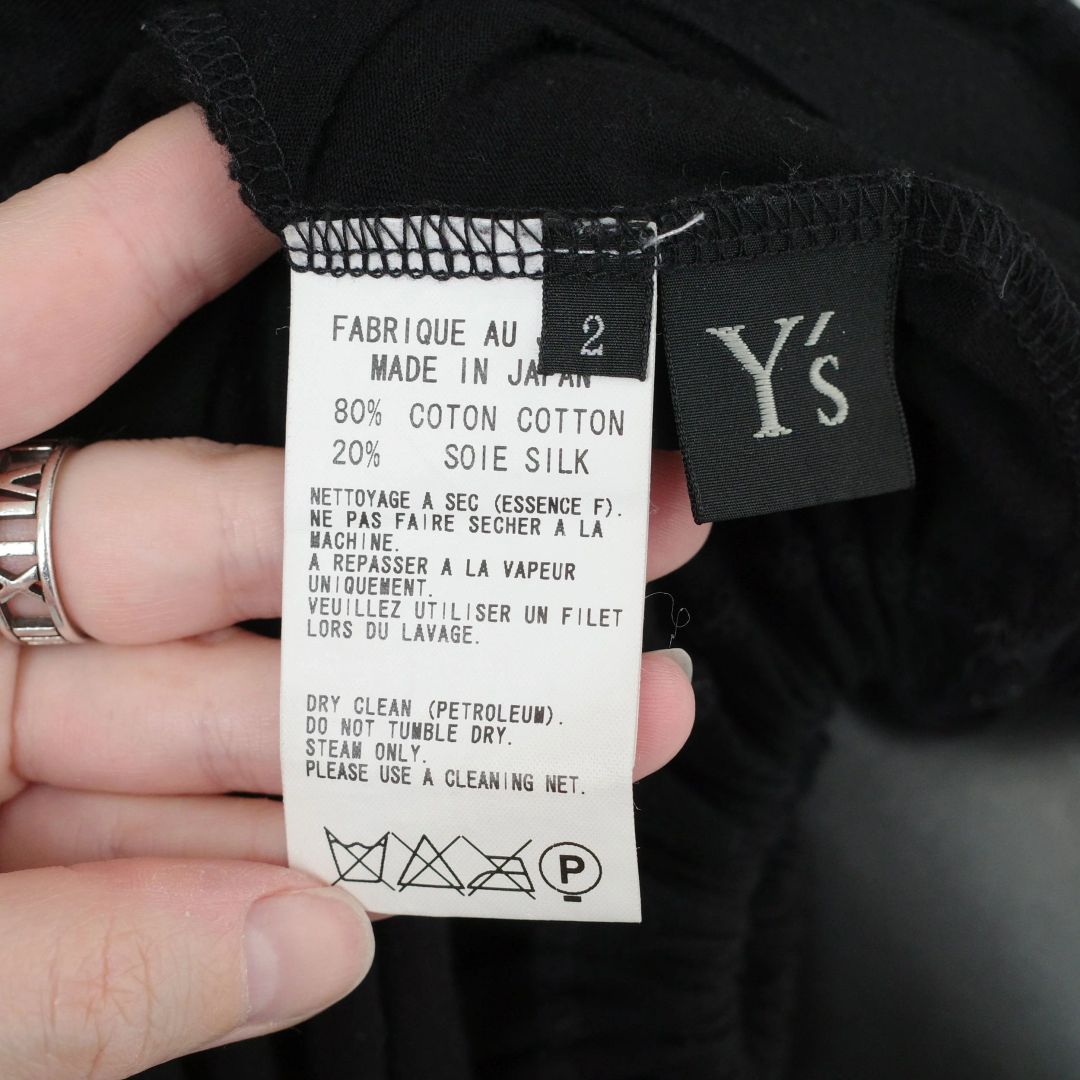 FABRIQUE AU
2
Y's
MADE IN JAPAN
80% COTON COTTON
20% SOIE SILK
NETTOYAGE A SEC (ESSENCE F).
NE PAS FAIRE SECHER A LA
MACHINE.
A REPASSER A LA VAPEUR
UNIQUEMENT.
VEUILLEZ UTILISER UN FILET
LORS DU LAVAGE.
DRY CLEAN (PETROLEUM).
DO NOT TUMBLE DRY.
STEAM ONLY.
PLEASE USE A CLEANING NET.
P